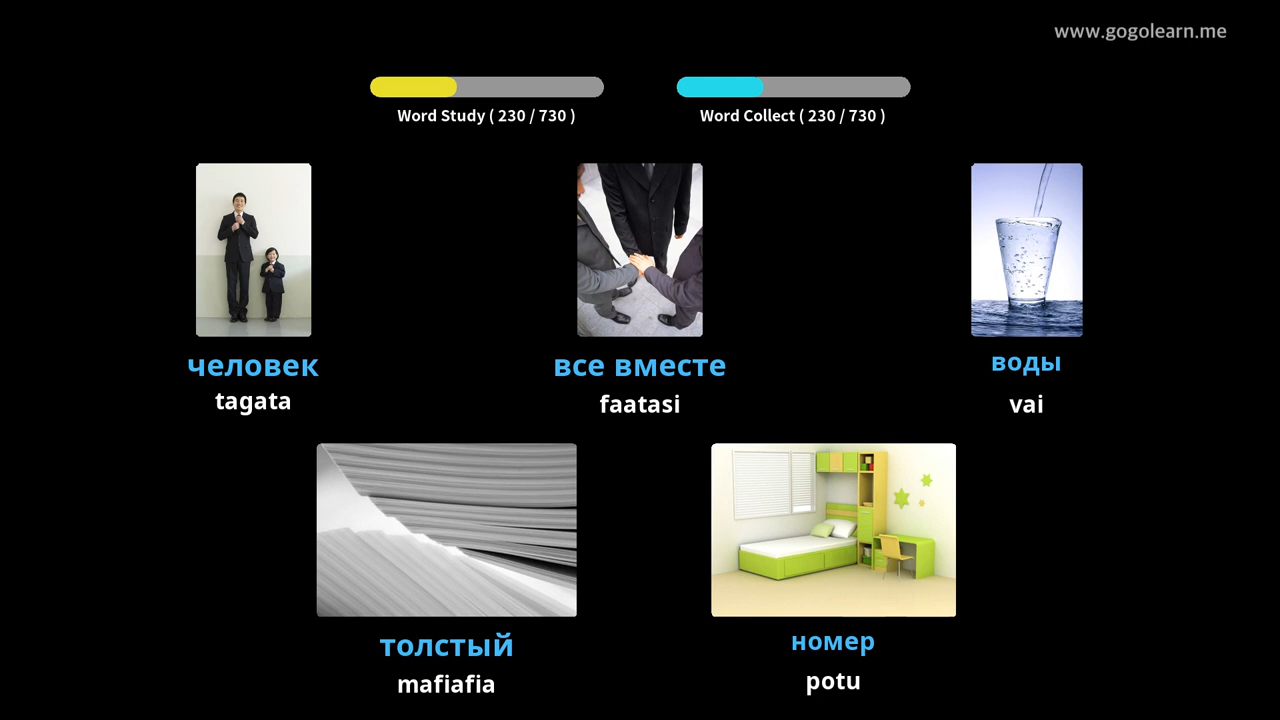 www.gogolearn.me
Word Study ( 230 / 730 )
Word Collect ( 230 / 730 )
человек
tagata
все вместе
faatasi
воды
vai
толстый
mafiafia
номер
potu